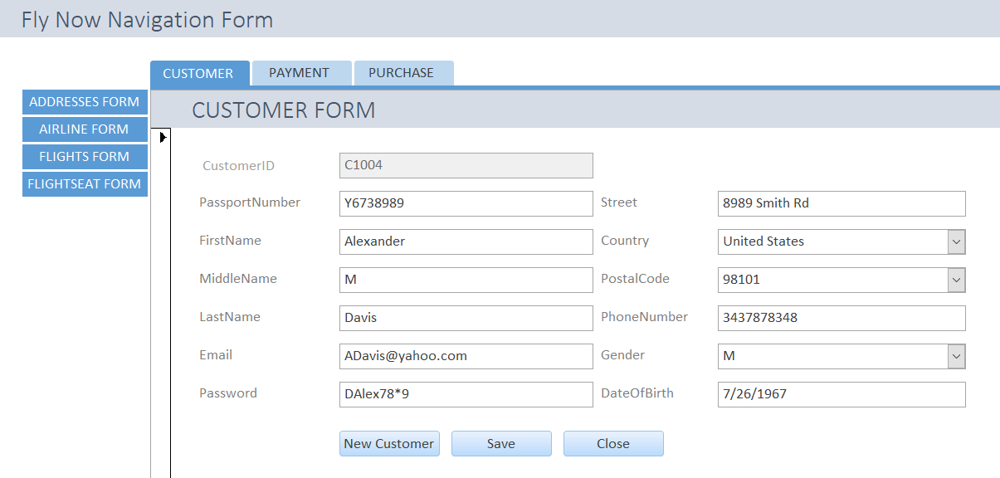 Fly Now Navigation Form
CUSTOMER PAYMENT PURCHASE
ADDRESSES FORM
AIRLINE FORM
FLIGHTS FORM
FLIGHTSEAT FORM
CUSTOMER FORM
CustomerID C1004
PassportNumber Y6738989 Street 8989 Smith Rd
FirstName Alexander Country United States
MiddleName M PostalCode 98101
LastName Davis PhoneNumber 3437878348
Email ADavis@yahoo.com Gender M
Password DAlex78*9 DateOfBirth 7/26/1967
New Customer Save Close